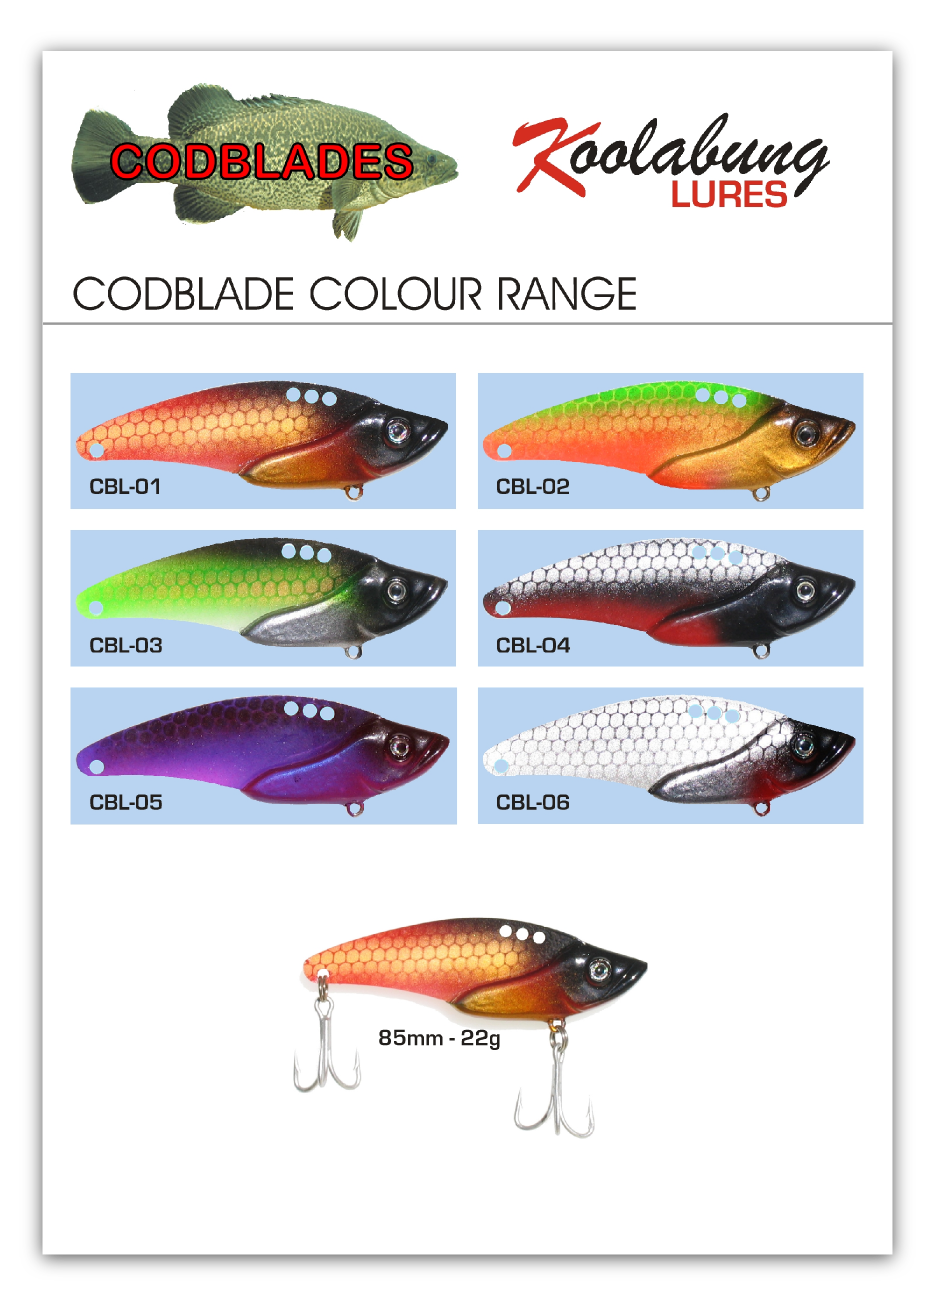 CODBLADES
Koolabung
LURES
CODBLADE COLOUR RANGE
CBL-01
CBL-02
CBL-03
CBL-04
CBL-05
CBL-06
85mm - 22g